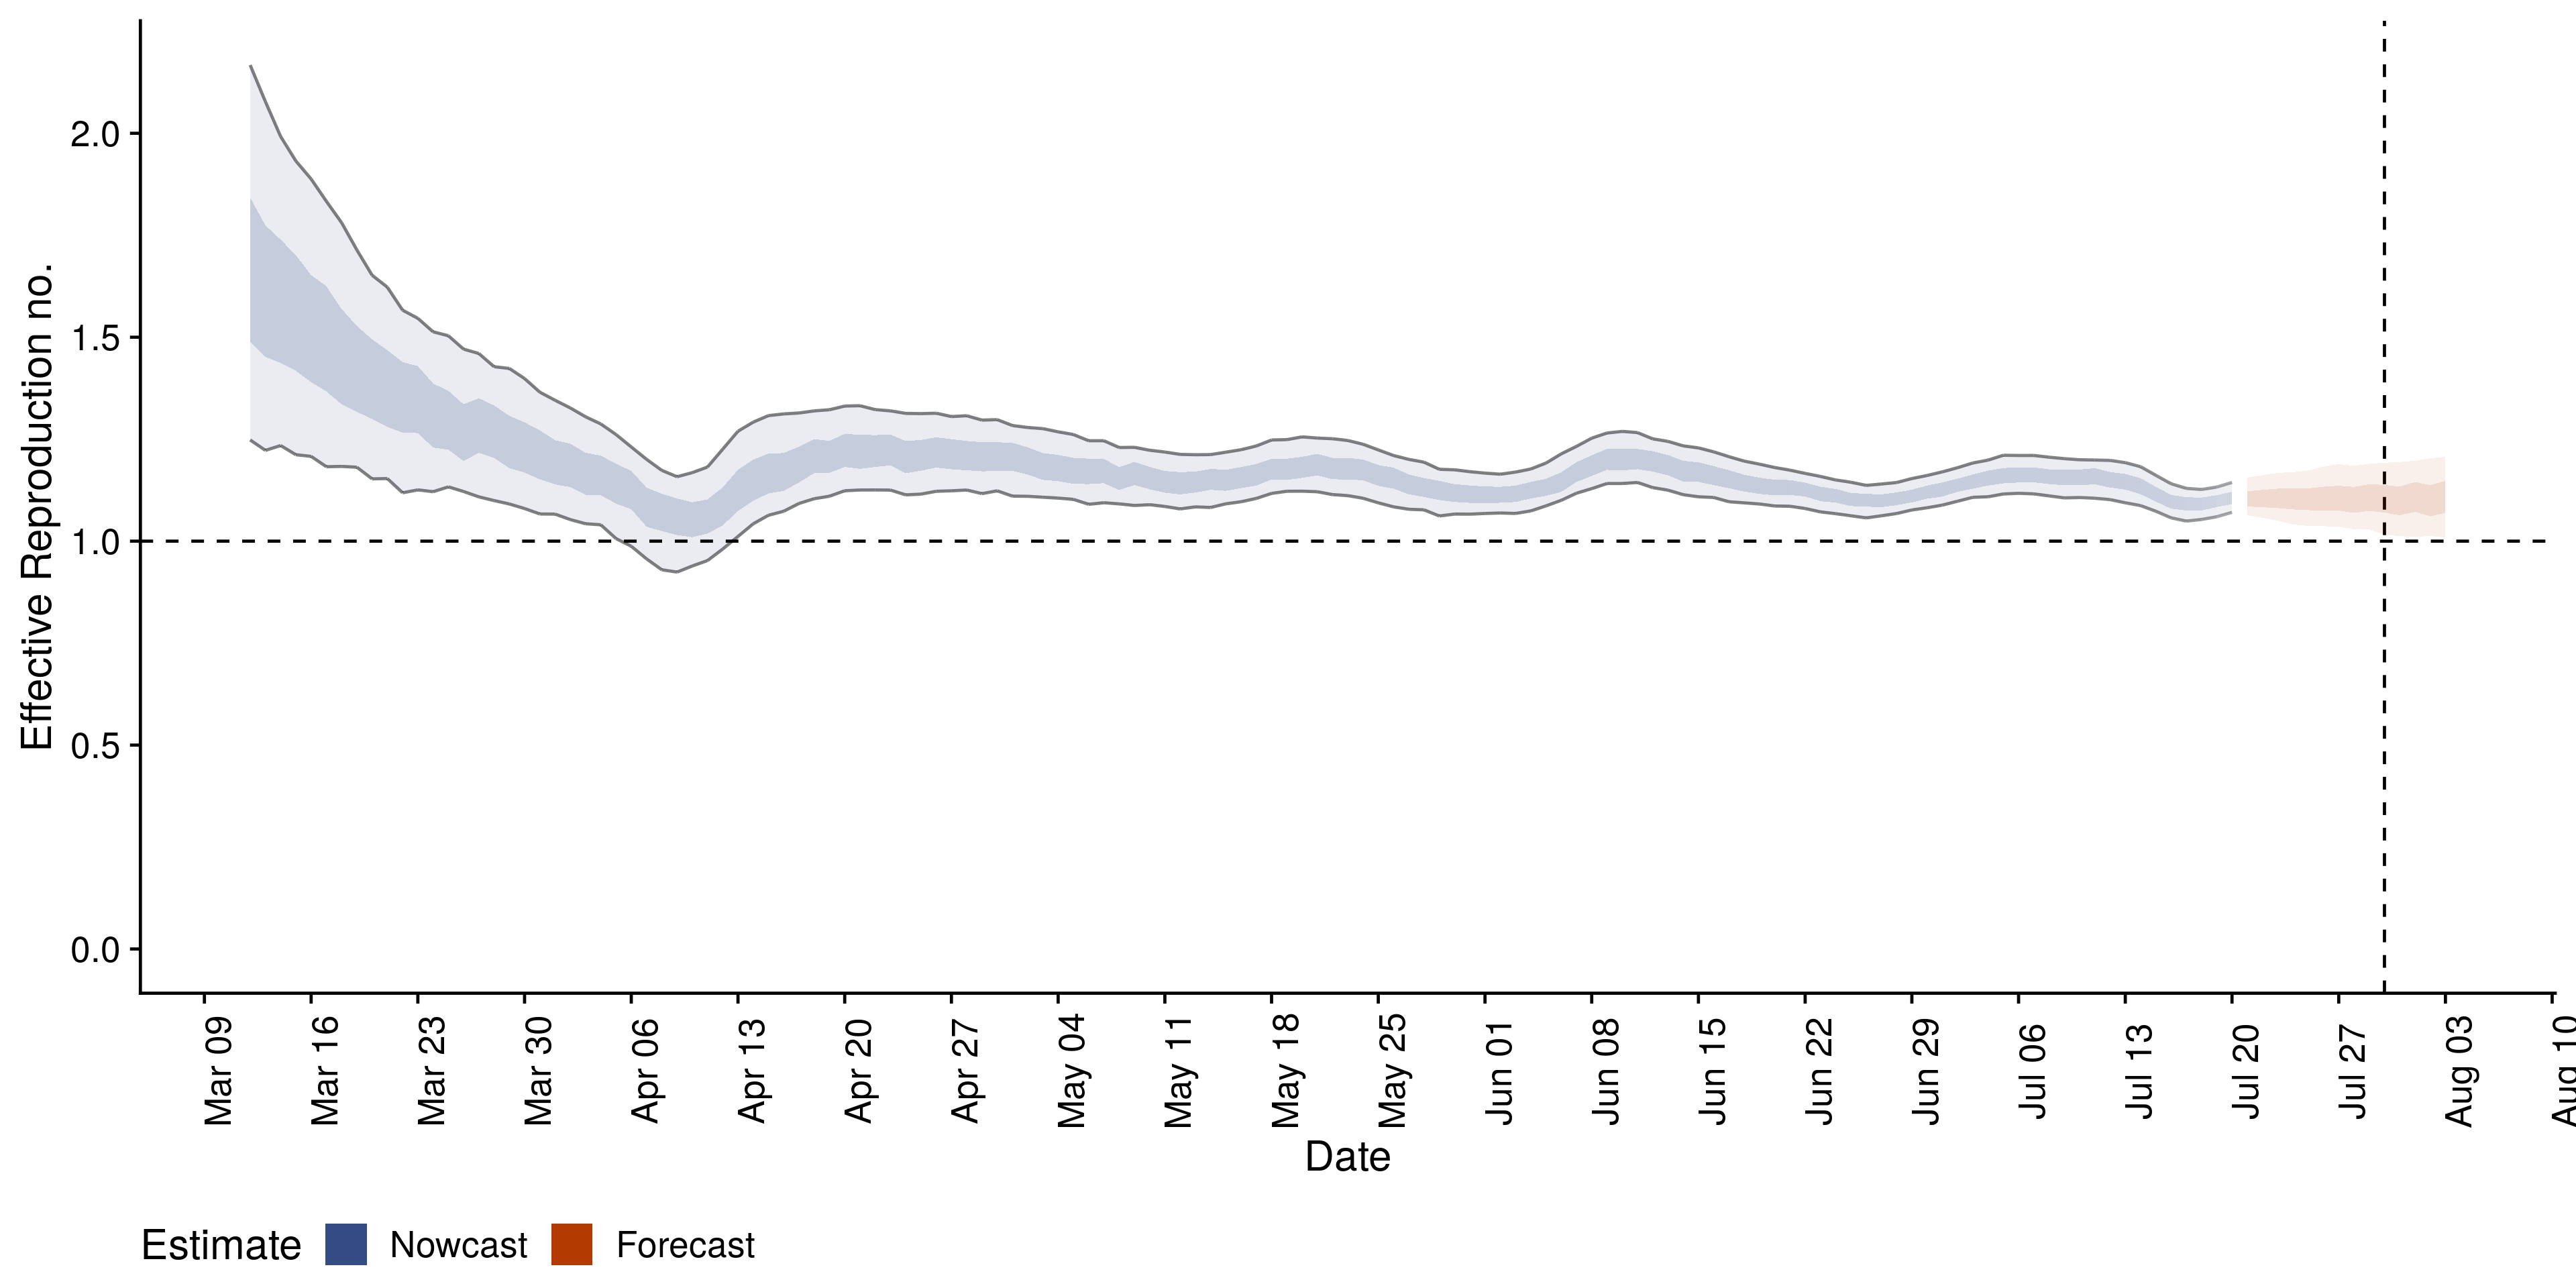 Effective Reproduction no.
2.0
1.5
1.0
0.5
0.0
Mar 09
Mar 16
Mar 23
Mar 30
Apr 06
Apr 13
Apr 20
Apr 27
May 04
May 11
May 18
May 25
Jun 01
Jun 08
Jun 15
Jun 22
Jun 29
Jul 06
Jul 13
Jul 20
Jul 27
Aug 03
Aug 10
Date
Estimate Nowcast Forecast